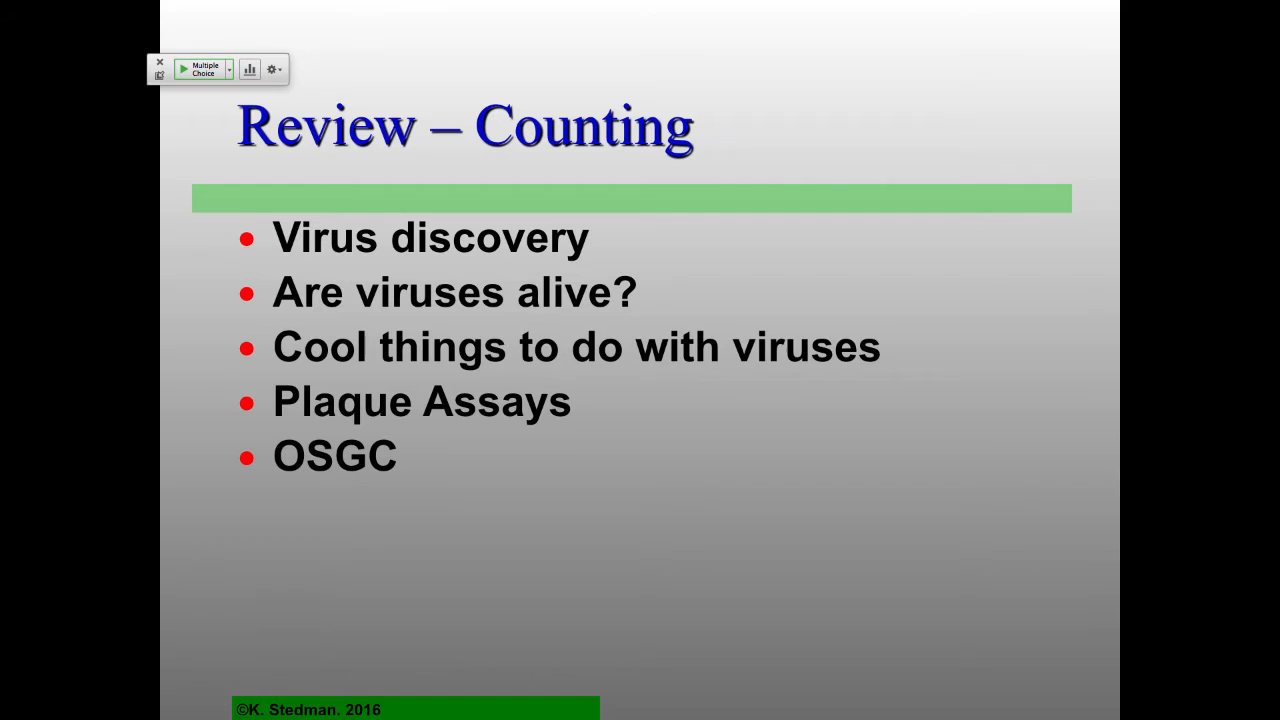 Multiple
Choice
Review – Counting
Virus discovery
Are viruses alive?
Cool things to do with viruses
Plaque Assays
OSGC
©K. Stedman. 2016